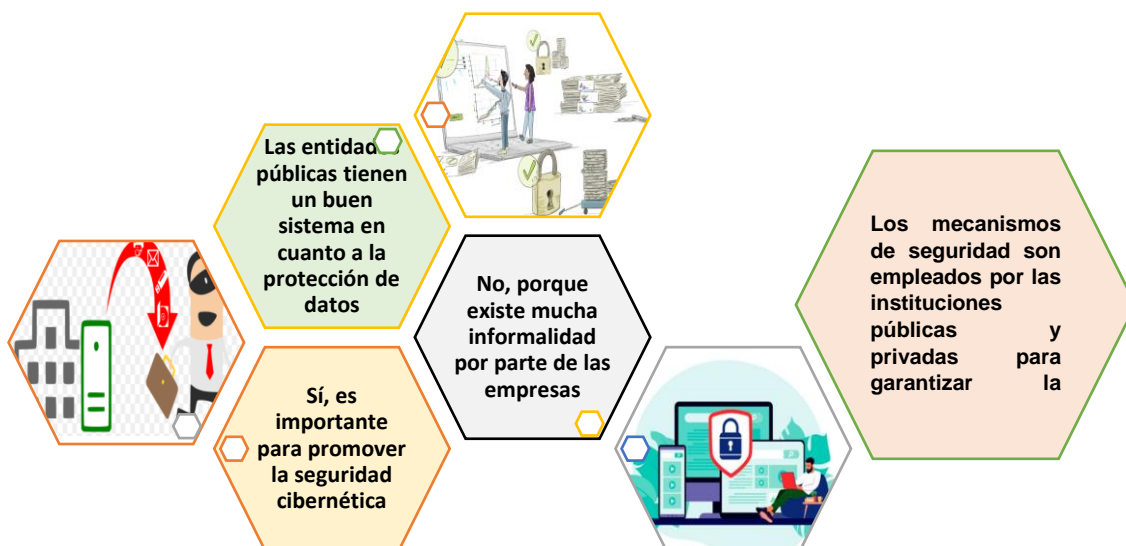 Las entidades
públicas tienen
un buen
sistema en
cuanto a la
protección de
datos
Sí, es
importante
para promover
la seguridad
cibernética
No, porque
existe mucha
informalidad
por parte de las
empresas
Los mecanismos
de seguridad son
empleados por las
instituciones
públicas y
privadas para
garantizar la